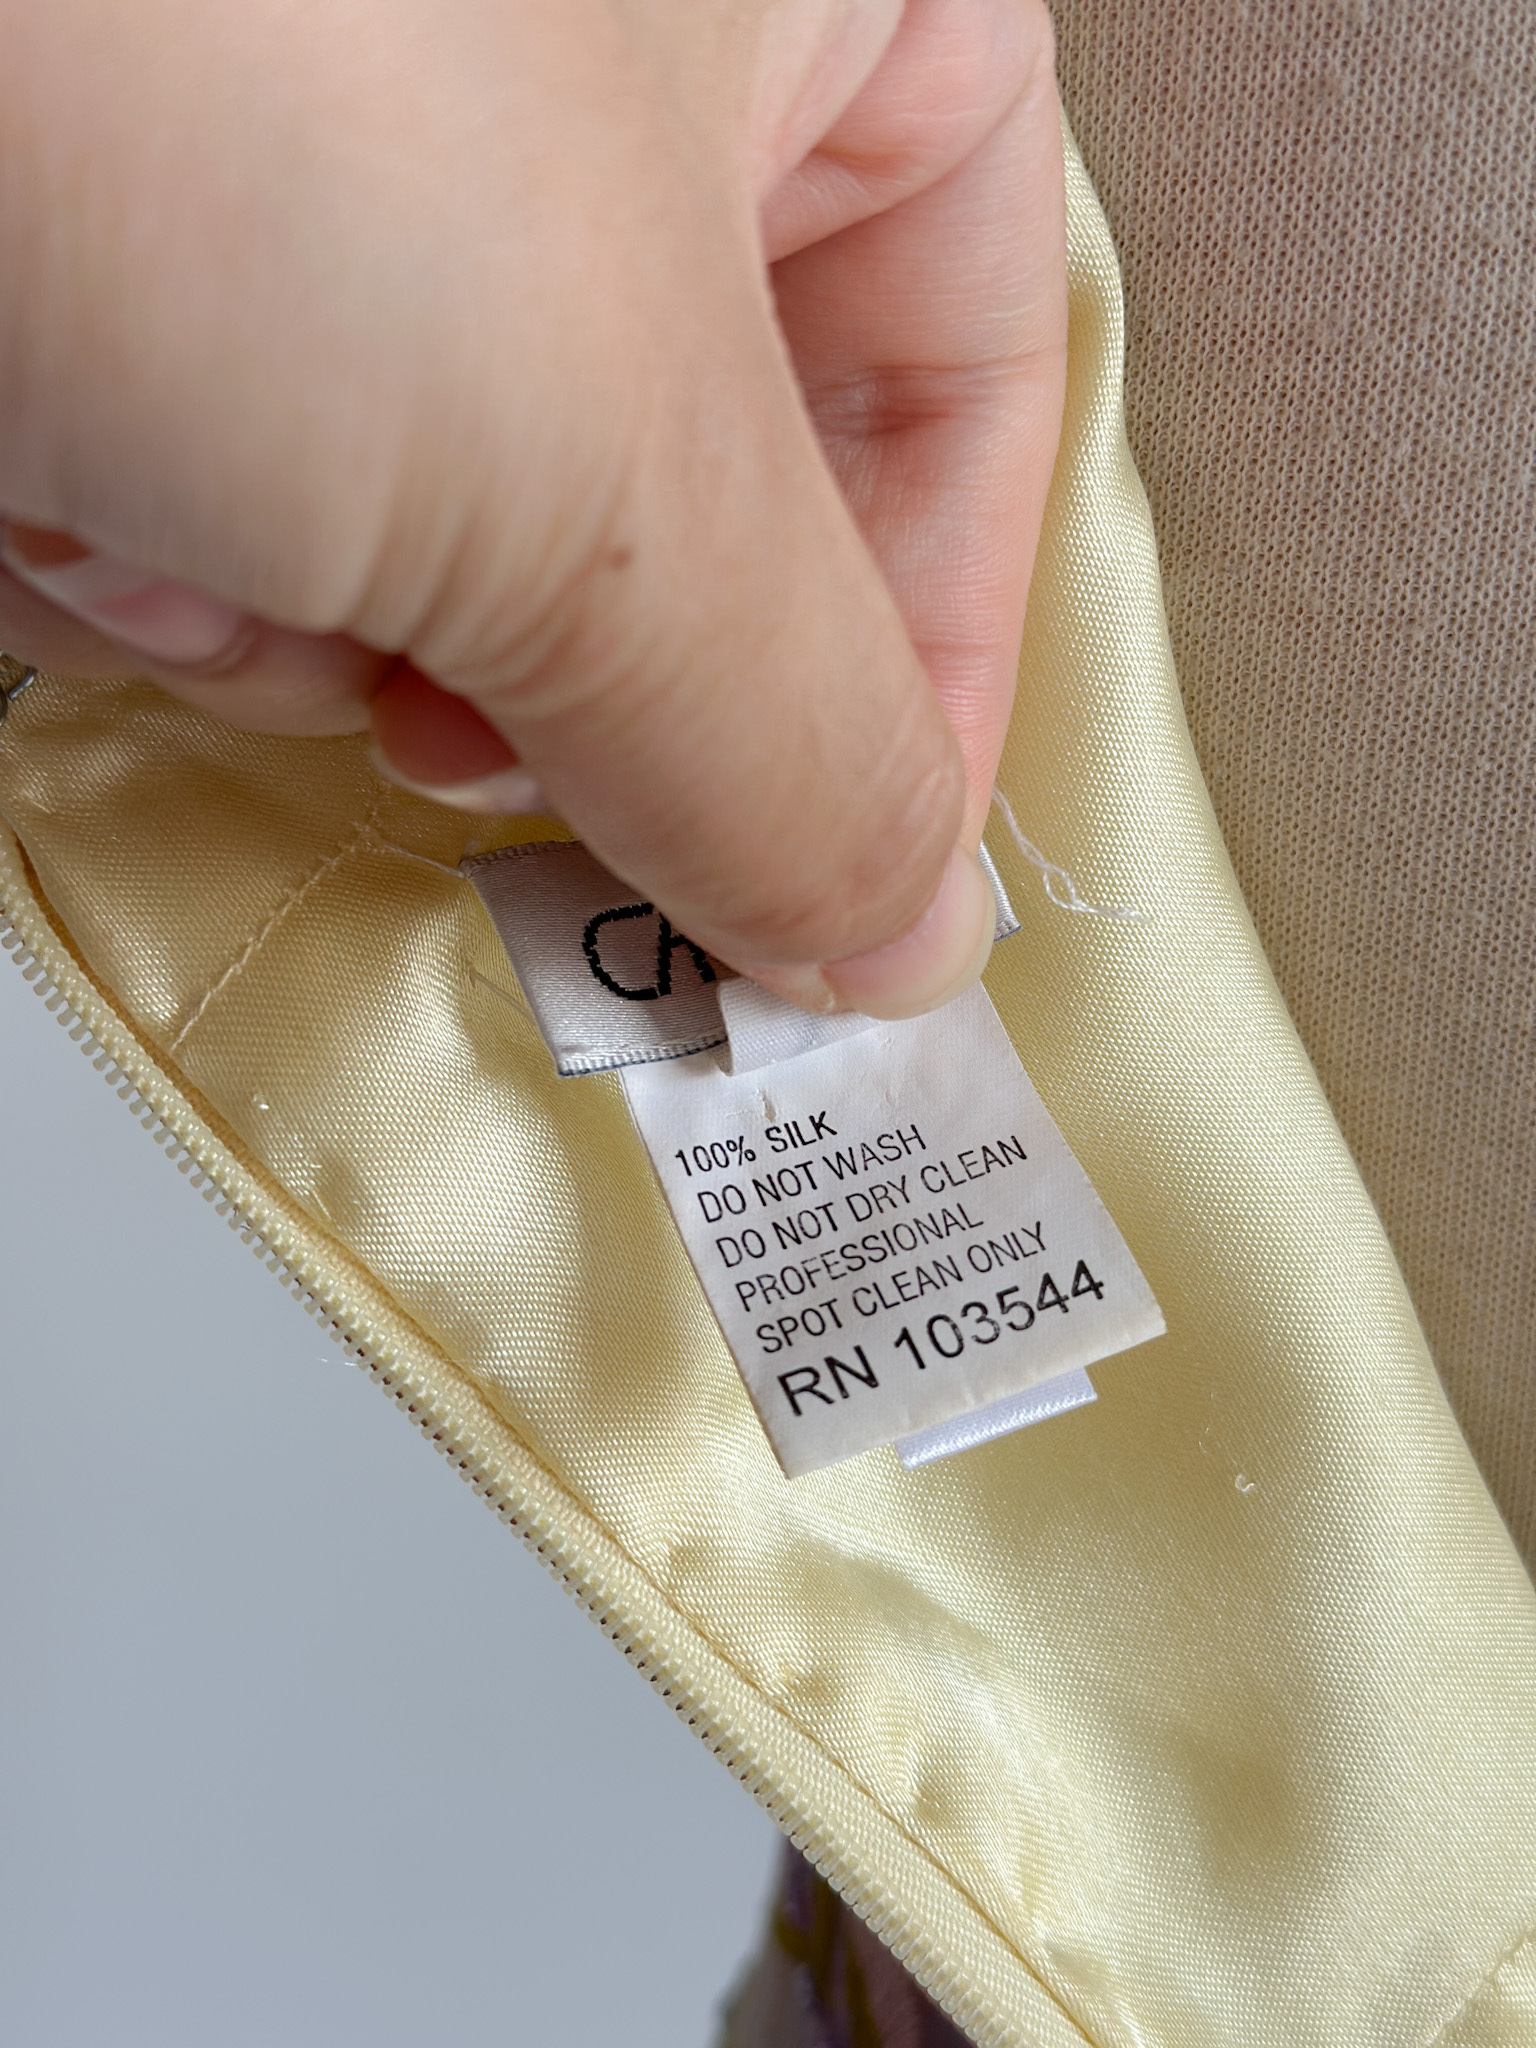 CA
100% SILK
DO NOT WASH
DO NOT DRY CLEAN
PROFESSIONAL
SPOT CLEAN ONLY
RN 103544